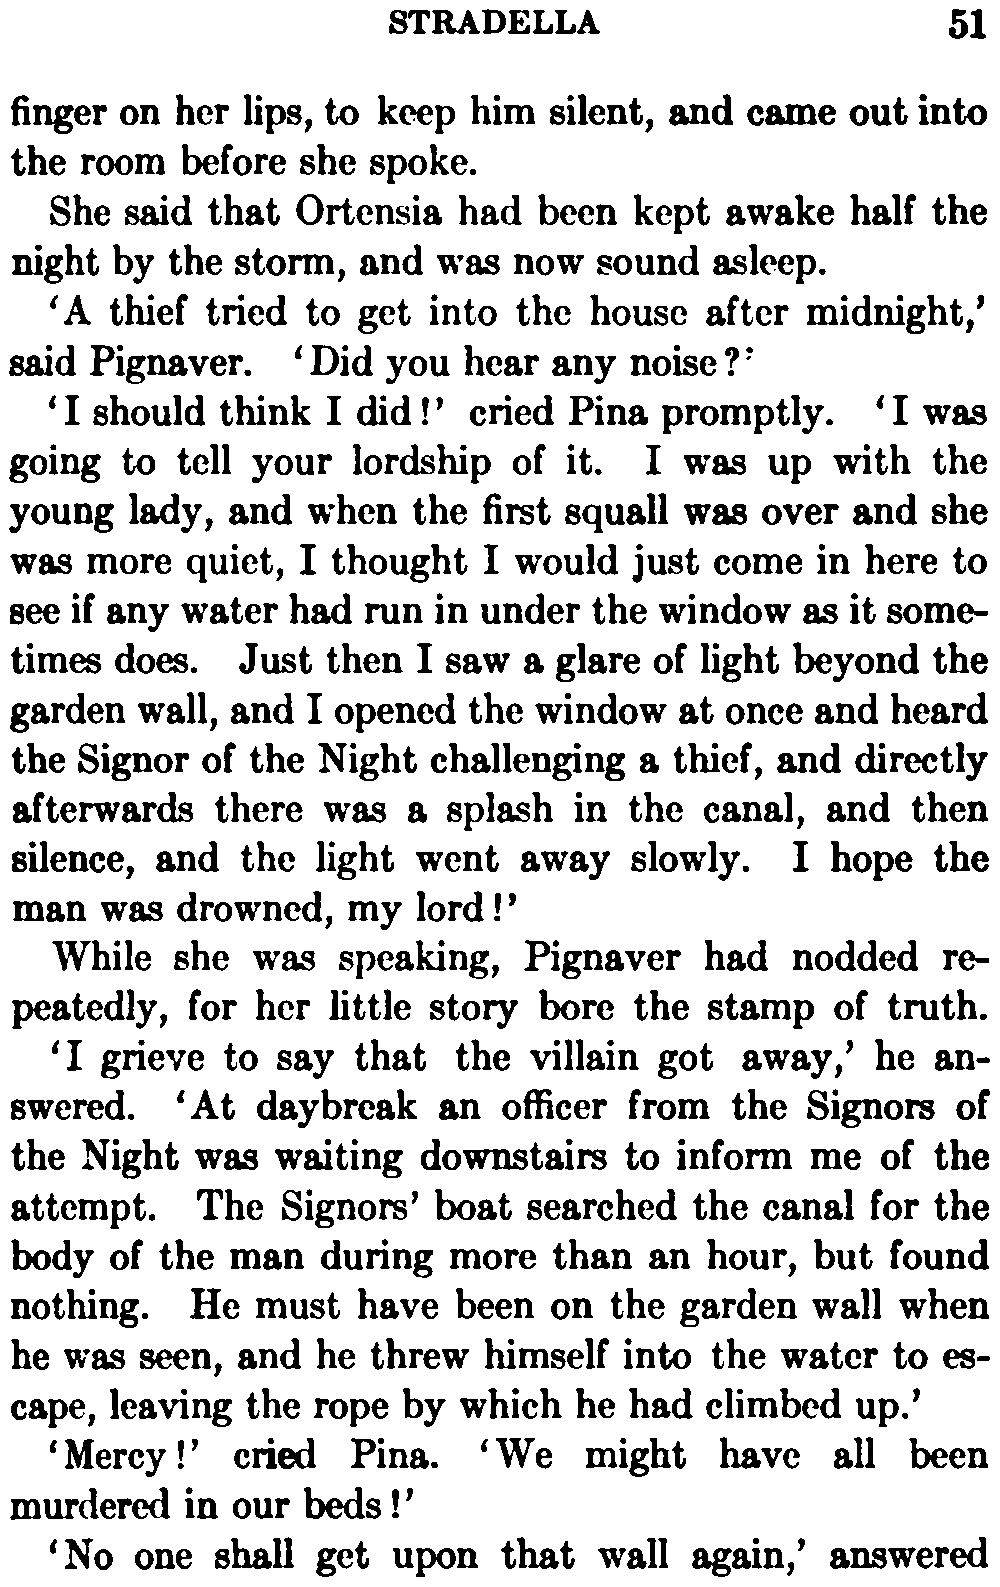 STRADELLA 51
finger on her lips, to keep him silent, and came out into
the room before she spoke.
She said that Ortensia had been kept awake half the
night by the storm, and was now sound asleep.
‘A thief tried to get into the house after midnight,’
said Pignaver. ‘Did you hear any noise?’
‘I should think I did!’ cried Pina promptly. ‘I was
going to tell your lordship of it. I was up with the
young lady, and when the first squall was over and she
was more quiet, I thought I would just come in here to
see if any water had run in under the window as it some-
times does. Just then I saw a glare of light beyond the
garden wall, and I opened the window at once and heard
the Signor of the Night challenging a thief, and directly
afterwards there was a splash in the canal, and then
silence, and the light went away slowly. I hope the
man was drowned, my lord!’
While she was speaking, Pignaver had nodded re-
peatedly, for her little story bore the stamp of truth.
‘I grieve to say that the villain got away,’ he an-
swered. ‘At daybreak an officer from the Signors of
the Night was waiting downstairs to inform me of the
attempt. The Signors’ boat searched the canal for the
body of the man during more than an hour, but found
nothing. He must have been on the garden wall when
he was seen, and he threw himself into the water to es-
cape, leaving the rope by which he had climbed up.’
‘Mercy!’ cried Pina. ‘We might have all been
murdered in our beds!’
‘No one shall get upon that wall again,’ answered